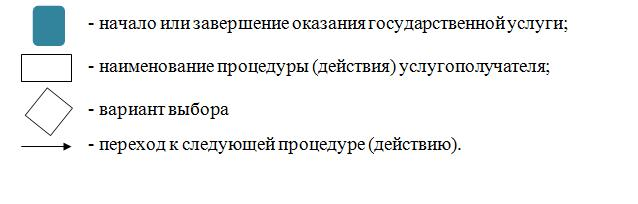 - начало или завершение оказания государственной услуги;
- наименование процедуры (действия) услугополучателя;
- вариант выбора
- переход к следующей процедуре (действию).